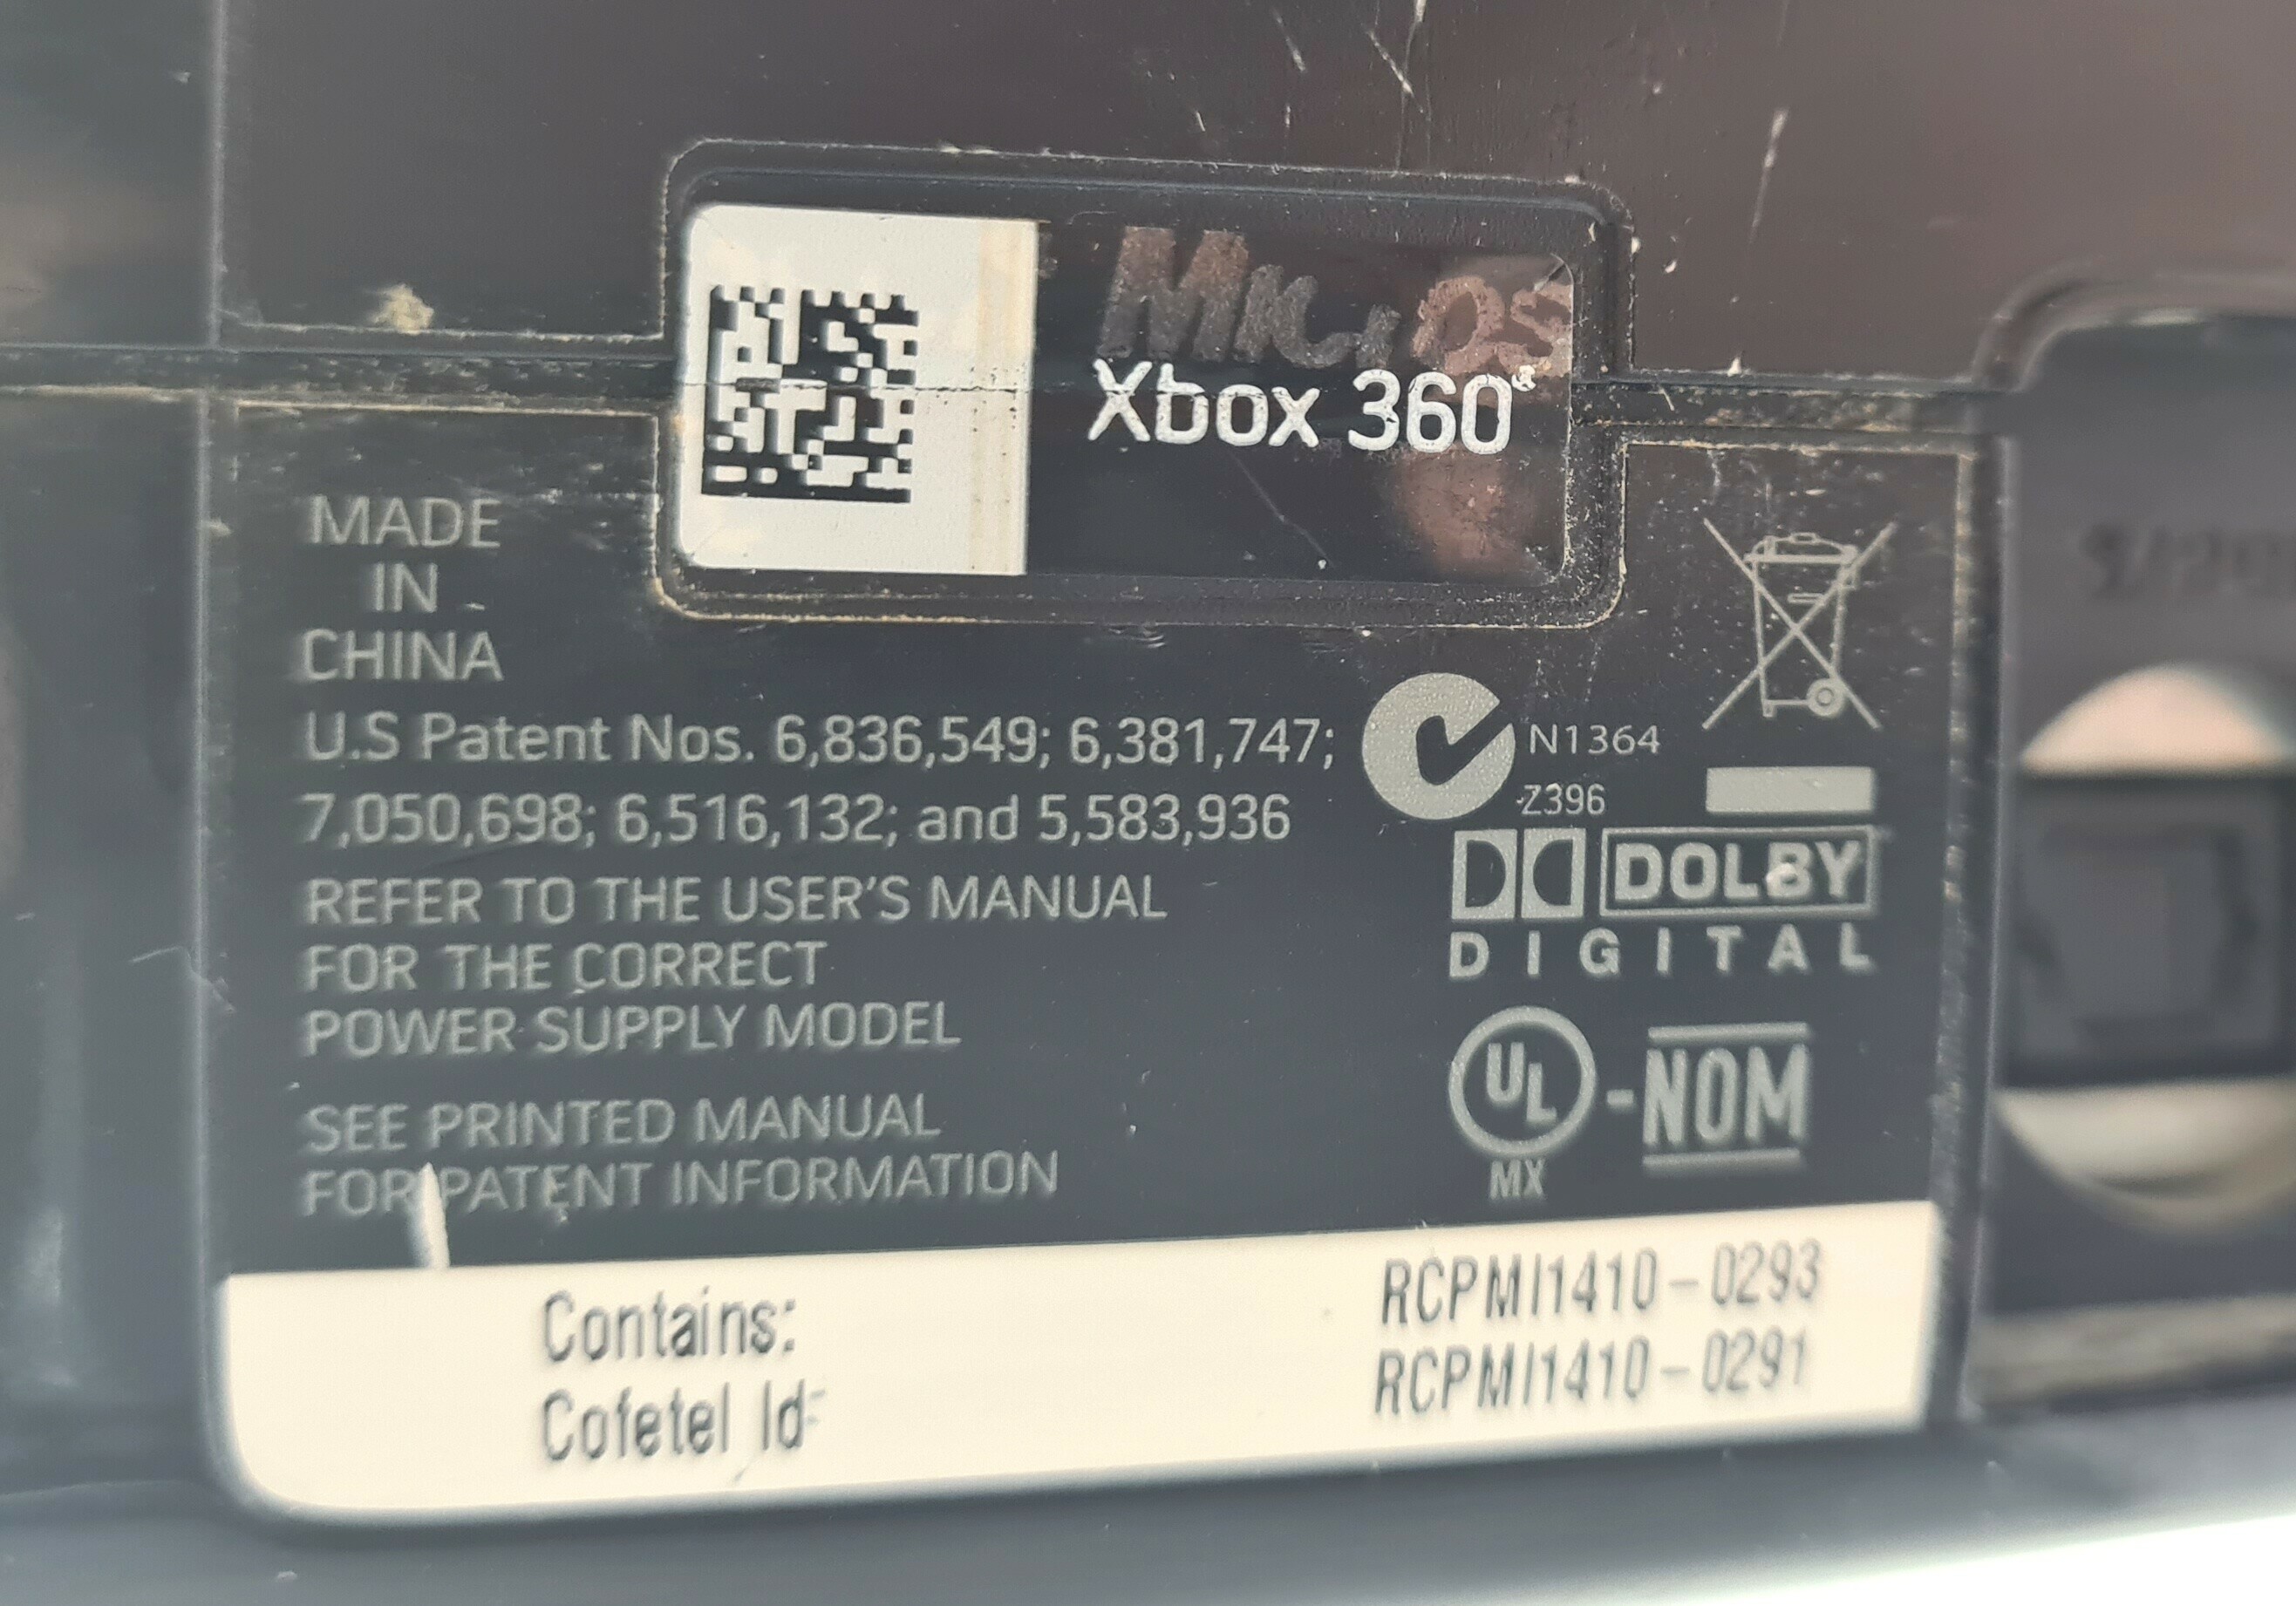 Xbox 360
MADE
IN
CHINA
U.S Patent Nos. 6,836,549; 6,381,747;
7,050,698; 6,516,132; and 5,583,936
N1364
Z396
REFER TO THE USER'S MANUAL
FOR THE CORRECT
POWER SUPPLY MODEL
SEE PRINTED MANUAL
FOR PATENT INFORMATION
DOLBY
DIGITAL
UL-NOM
MX
Contains: RCPMI1410-0293
Cofetel Id: RCPMI1410-0291